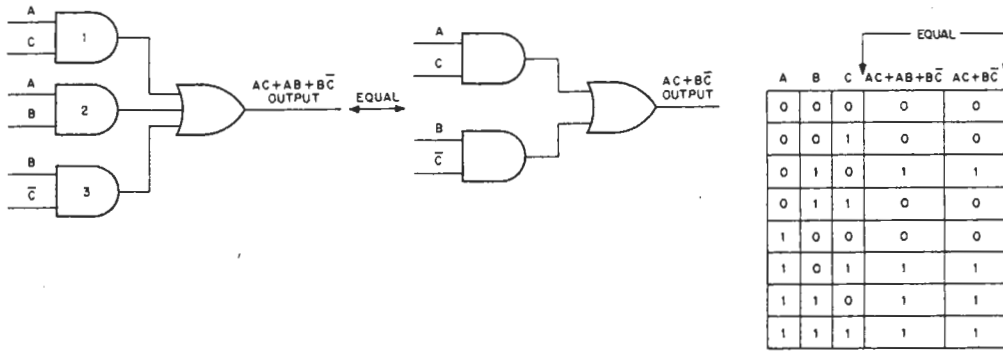 A
C
1
A
B
2
B
C̅
3
AC+AB+BC̅
OUTPUT
EQUAL
A
C
B
C̅
AC+BC̅
OUTPUT
EQUAL
A B C AC+AB+BC̅ AC+BC̅
0 0 0 0 0
0 0 1 0 0
0 1 0 1 1
0 1 1 0 0
1 0 0 0 0
1 0 1 1 1
1 1 0 1 1
1 1 1 1 1